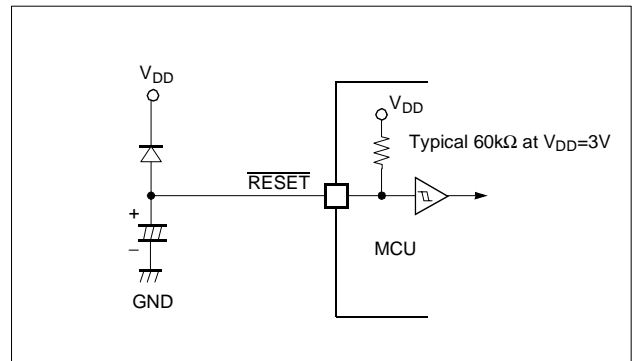 VDD
VDD
Typical 60kΩ at VDD=3V
RESET
+
−
MCU
GND